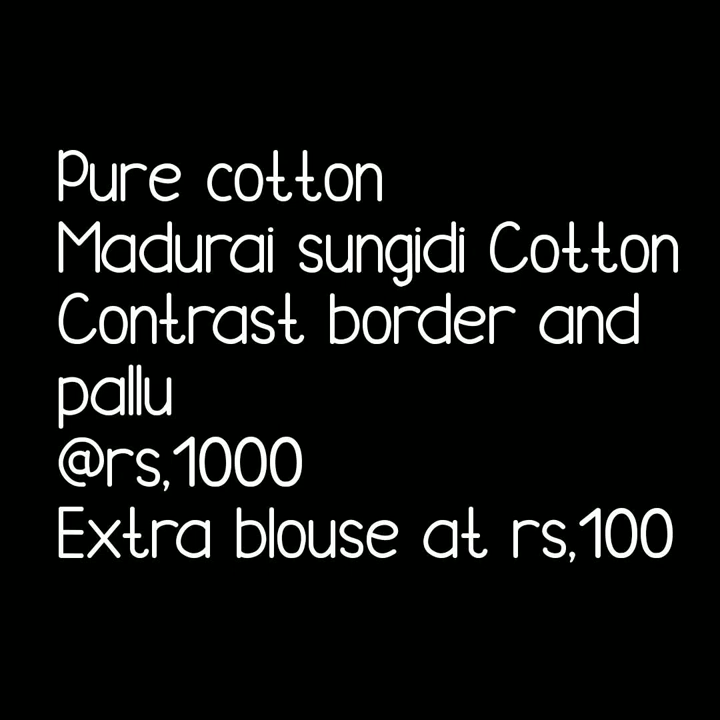 Pure cotton
Madurai sungidi Cotton
Contrast border and
pallu
@rs,1000
Extra blouse at rs,100